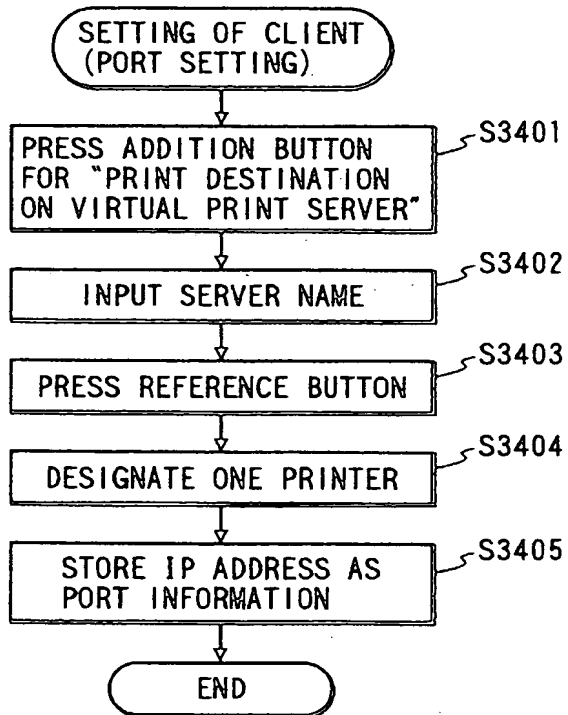 SETTING OF CLIENT
(PORT SETTING)
PRESS ADDITION BUTTON
FOR "PRINT DESTINATION
ON VIRTUAL PRINT SERVER"
S3401
INPUT SERVER NAME
S3402
PRESS REFERENCE BUTTON
S3403
DESIGNATE ONE PRINTER
S3404
STORE IP ADDRESS AS
PORT INFORMATION
S3405
END